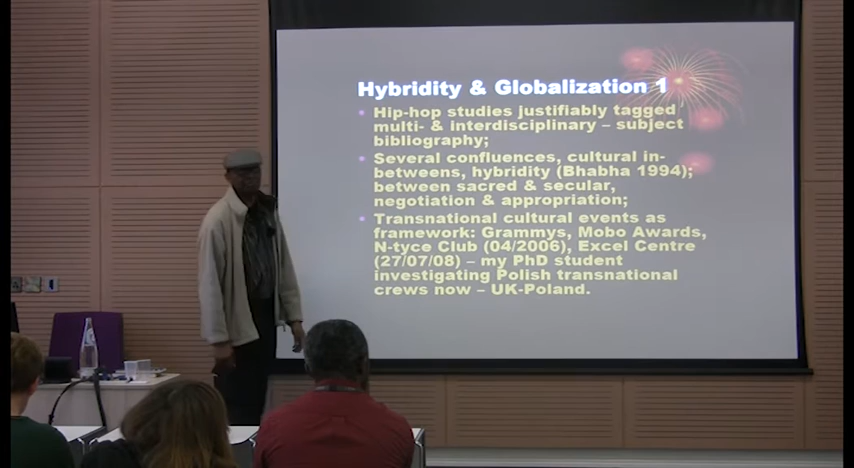 Hybridity & Globalization 1
• Hip-hop studies justifiably tagged
multi- & interdisciplinary – subject
bibliography;
• Several confluences, cultural in-
betweens, hybridity (Bhabha 1994);
between sacred & secular,
negotiation & appropriation;
• Transnational cultural events as
framework: Grammys, Mobo Awards,
N-tyce Club (04/2006), Excel Centre
(27/07/08) – my PhD student
investigating Polish transnational
crews now – UK-Poland.